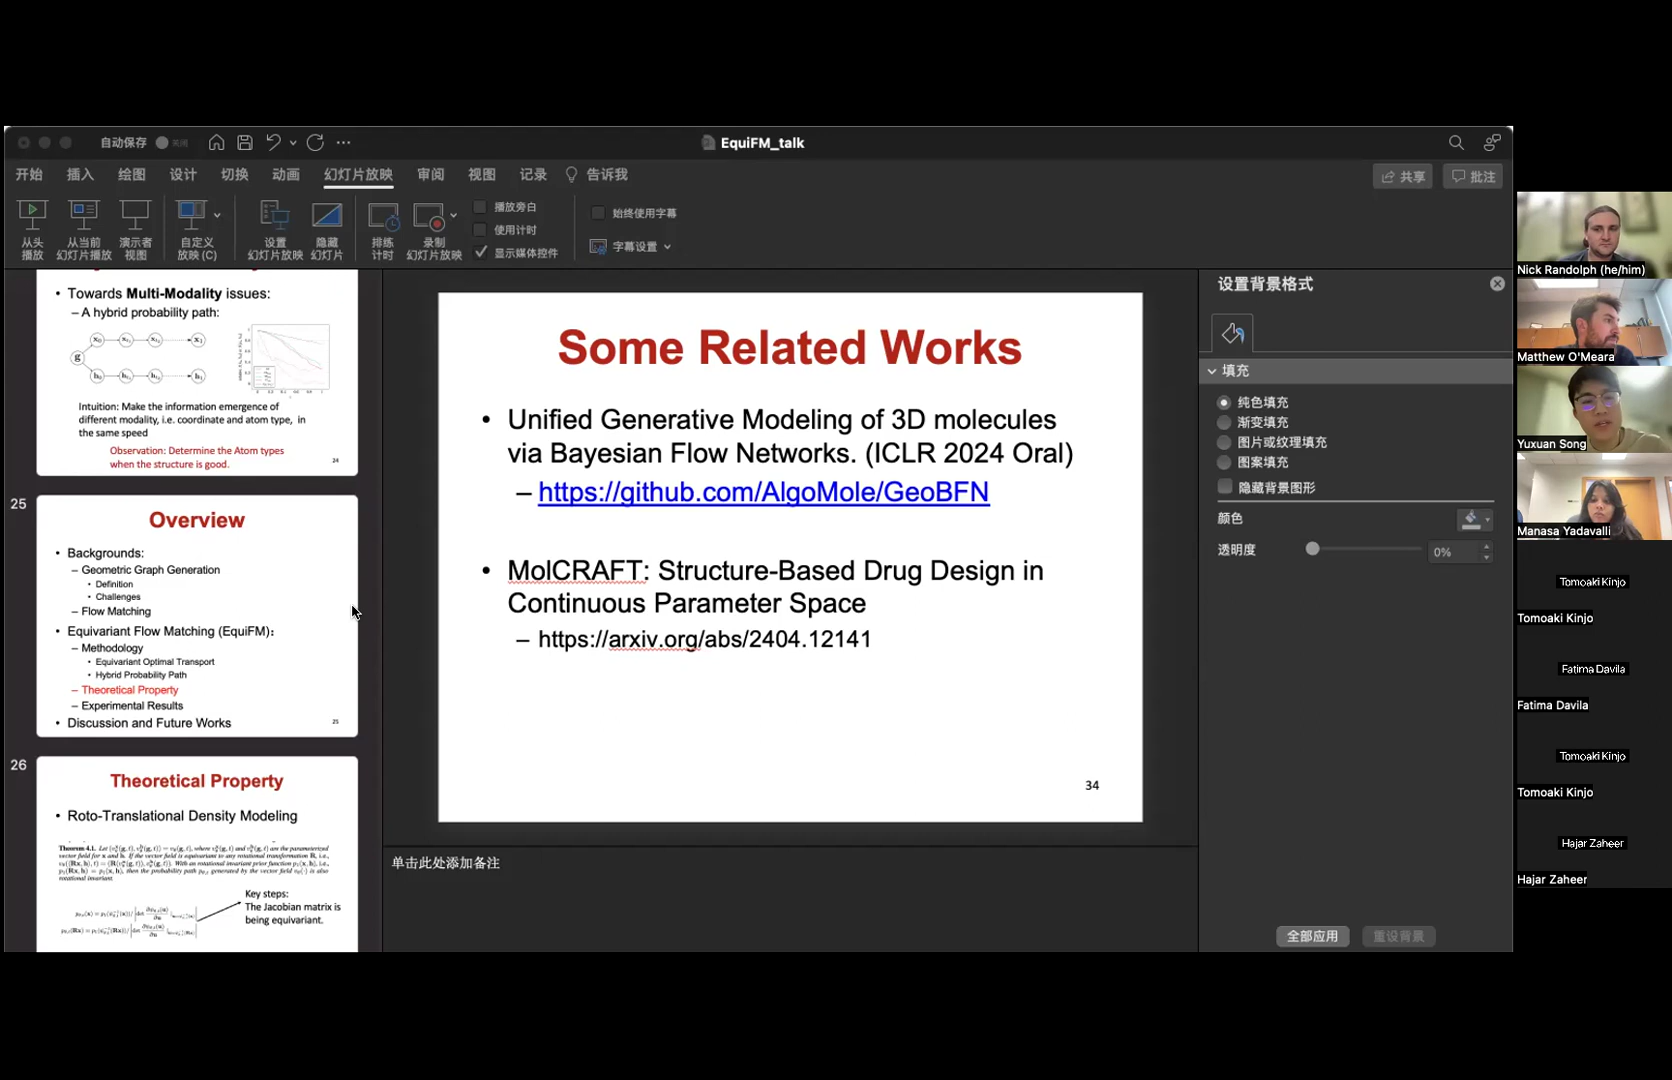 自动保存 关闭
EquiFM_talk
开始 插入 绘图 设计 切换 动画 幻灯片放映 审阅 视图 记录 告诉我
共享 批注
从头
播放
从当前
幻灯片播放
演示者
视图
自定义
放映 (C)
设置
幻灯片放映
隐藏
幻灯片
排练
计时
录制
幻灯片放映
播放旁白
使用计时
显示媒体控件
始终使用字幕
字幕设置
• Towards Multi-Modality issues:
– A hybrid probability path:
g
Intuition: Make the information emergence of
different modality, i.e. coordinate and atom type, in
the same speed
Observation: Determine the Atom types
when the structure is good.
24
25
Overview
• Backgrounds:
– Geometric Graph Generation
• Definition
• Challenges
– Flow Matching
• Equivariant Flow Matching (EquiFM):
– Methodology
• Equivariant Optimal Transport
• Hybrid Probability Path
– Theoretical Property
– Experimental Results
• Discussion and Future Works
25
26
Theoretical Property
• Roto-Translational Density Modeling
Key steps:
The Jacobian matrix is
being equivariant.
Some Related Works
• Unified Generative Modeling of 3D molecules
via Bayesian Flow Networks. (ICLR 2024 Oral)
– https://github.com/AlgoMole/GeoBFN
• MolCRAFT: Structure-Based Drug Design in
Continuous Parameter Space
– https://arxiv.org/abs/2404.12141
34
单击此处添加备注
设置背景格式
填充
纯色填充
渐变填充
图片或纹理填充
图案填充
隐藏背景图形
颜色
透明度
0%
全部应用
重设背景
Nick Randolph (he/him)
Matthew O'Meara
Yuxuan Song
Manasa Yadavalli
Tomoaki Kinjo
Tomoaki Kinjo
Fatima Davila
Fatima Davila
Tomoaki Kinjo
Tomoaki Kinjo
Hajar Zaheer
Hajar Zaheer